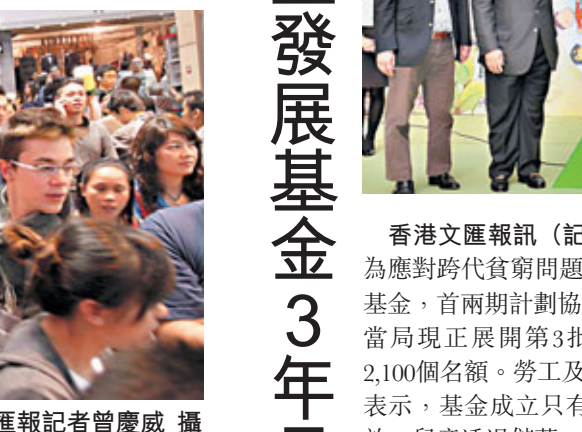 發展基金3年
香港文匯報訊（記
為應對跨代貧窮問題
基金，首兩期計劃協
當局現正展開第3批
2,100個名額。勞工及
表示，基金成立只有
匯報記者曾慶威 攝